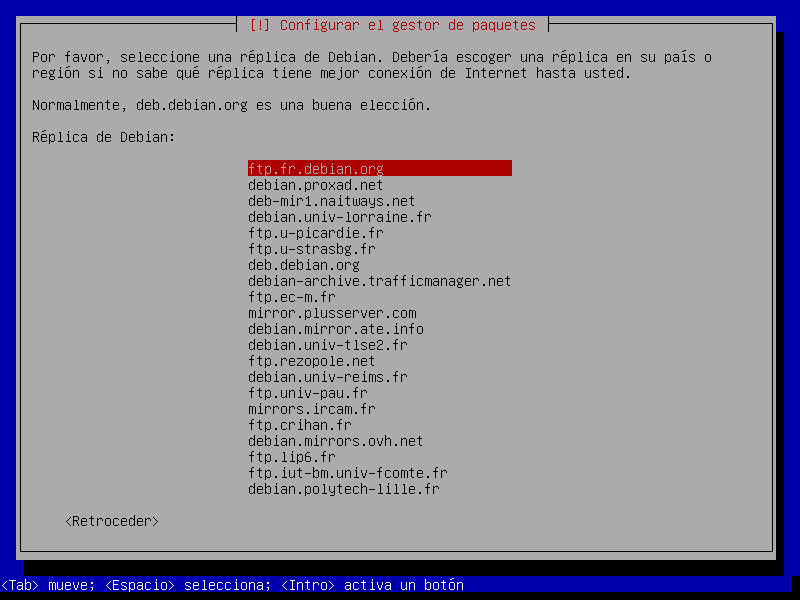 [!] Configurar el gestor de paquetes
Por favor, seleccione una réplica de Debian. Debería escoger una réplica en su país o
región si no sabe qué réplica tiene mejor conexión de Internet hasta usted.
Normalmente, deb.debian.org es una buena elección.
Réplica de Debian:
ftp.fr.debian.org
debian.proxad.net
deb-mir1.naitways.net
debian.univ-lorraine.fr
ftp.u-picardie.fr
ftp.u-strasbg.fr
deb.debian.org
debian-archive.trafficmanager.net
ftp.ec-m.fr
mirror.plusserver.com
debian.mirror.ate.info
debian.univ-tlse2.fr
ftp.rezopole.net
debian.univ-reims.fr
ftp.univ-pau.fr
mirrors.ircam.fr
ftp.crihan.fr
debian.mirrors.ovh.net
ftp.lip6.fr
ftp.iut-bm.univ-fcomte.fr
debian.polytech-lille.fr
<Retroceder>
<Tab> mueve; <Espacio> selecciona; <Intro> activa un botón